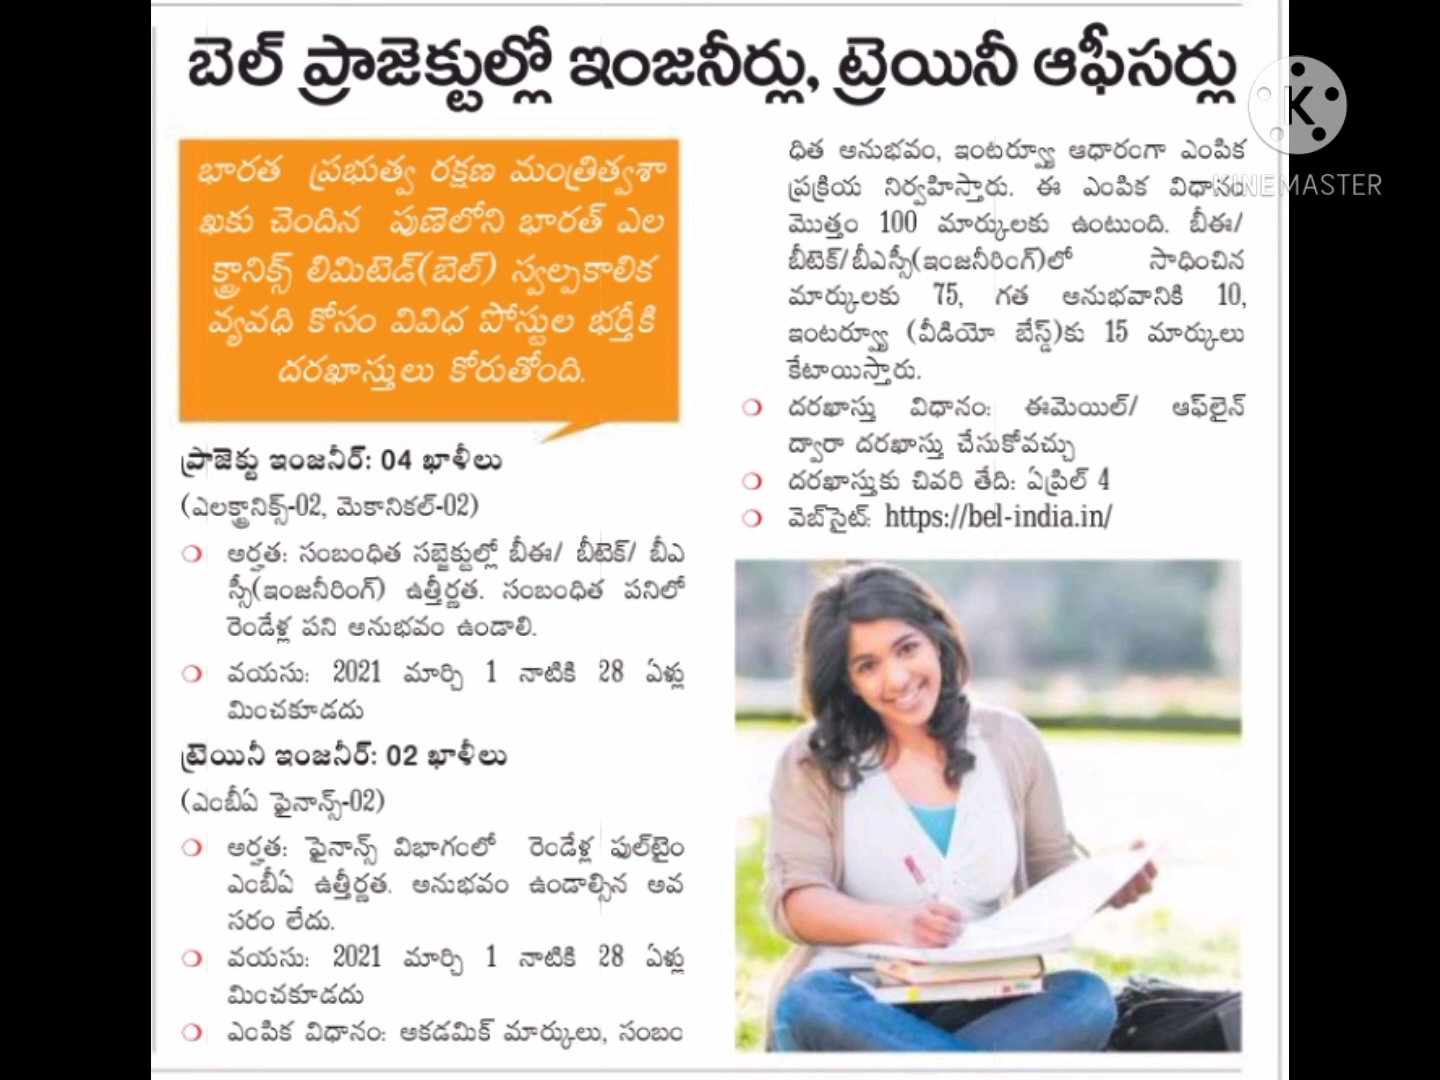 బెల్ ప్రాజెక్టుల్లో ఇంజనీర్లు, ట్రెయినీ ఆఫీసర్లు
భారత ప్రభుత్వ రక్షణ మంత్రిత్వశా
ఖకు చెందిన పుణెలోని భారత్ ఎల
క్ట్రానిక్స్ లిమిటెడ్(బెల్) స్వల్పకాలిక
వ్యవధి కోసం వివిధ పోస్టుల భర్తీకి
దరఖాస్తులు కోరుతోంది.
ప్రాజెక్టు ఇంజనీర్: 04 ఖాళీలు
(ఎలక్ట్రానిక్స్-02, మెకానికల్-02)
❍ అర్హత: సంబంధిత సబ్జెక్టుల్లో బీఈ/ బీటెక్/ బీఎ
స్సీ(ఇంజనీరింగ్) ఉత్తీర్ణత. సంబంధిత పనిలో
రెండేళ్ల పని అనుభవం ఉండాలి.
❍ వయసు: 2021 మార్చి 1 నాటికి 28 ఏళ్లు
మించకూడదు
ట్రెయినీ ఇంజనీర్: 02 ఖాళీలు
(ఎంబీఏ ఫైనాన్స్-02)
❍ అర్హత: ఫైనాన్స్ విభాగంలో రెండేళ్ల ఫుల్‌టైం
ఎంబీఏ ఉత్తీర్ణత. అనుభవం ఉండాల్సిన అవ
సరం లేదు.
❍ వయసు: 2021 మార్చి 1 నాటికి 28 ఏళ్లు
మించకూడదు
❍ ఎంపిక విధానం: అకడమిక్ మార్కులు, సంబం
ధిత అనుభవం, ఇంటర్వ్యూ ఆధారంగా ఎంపిక
ప్రక్రియ నిర్వహిస్తారు. ఈ ఎంపిక విధానం
మొత్తం 100 మార్కులకు ఉంటుంది. బీఈ/
బీటెక్/బీఎస్సీ(ఇంజనీరింగ్)లో సాధించిన
మార్కులకు 75, గత అనుభవానికి 10,
ఇంటర్వ్యూ (వీడియో బేస్డ్)కు 15 మార్కులు
కేటాయిస్తారు.
❍ దరఖాస్తు విధానం: ఈమెయిల్/ ఆఫ్‌లైన్
ద్వారా దరఖాస్తు చేసుకోవచ్చు
❍ దరఖాస్తుకు చివరి తేది: ఏప్రిల్ 4
❍ వెబ్‌సైట్: https://bel-india.in/
K
KINEMASTER